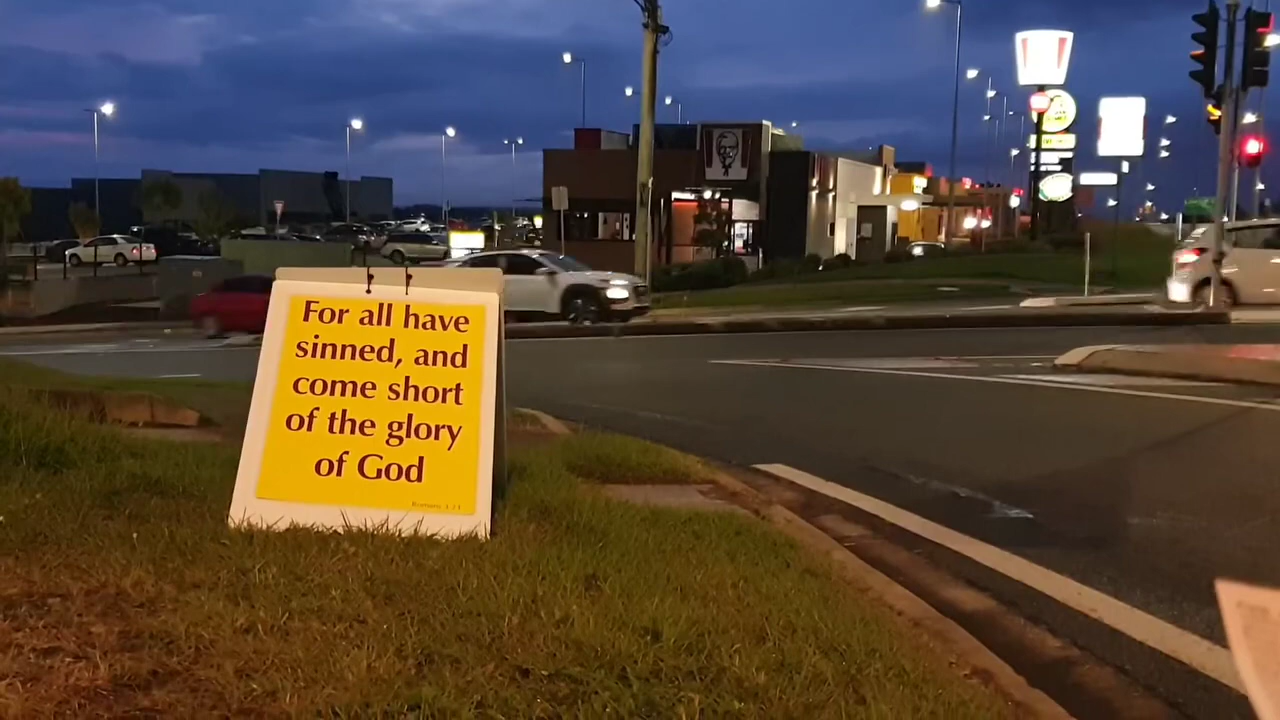 For all have
sinned, and
come short
of the glory
of God